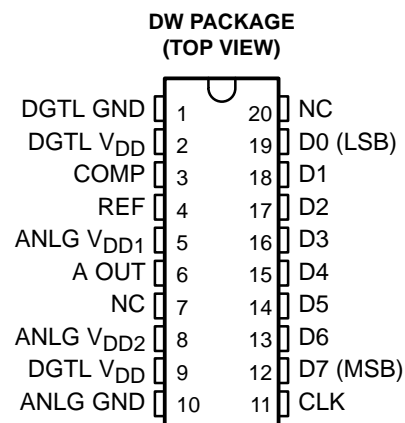 DW PACKAGE
(TOP VIEW)
DGTL GND 1 20 NC
DGTL VDD 2 19 D0 (LSB)
COMP 3 18 D1
REF 4 17 D2
ANLG VDD1 5 16 D3
A OUT 6 15 D4
NC 7 14 D5
ANLG VDD2 8 13 D6
DGTL VDD 9 12 D7 (MSB)
ANLG GND 10 11 CLK